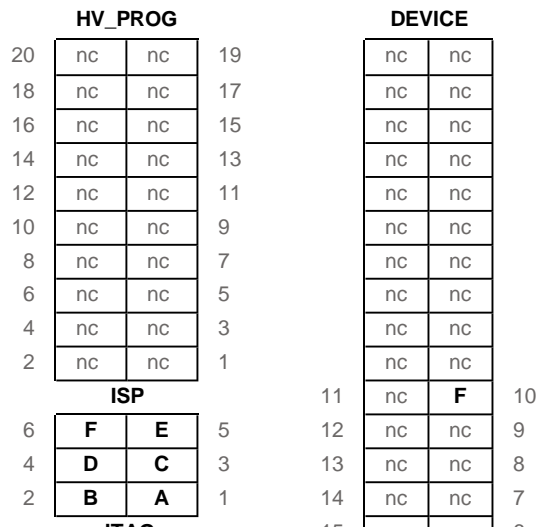 HV_PROG DEVICE
20 nc nc 19 nc nc
18 nc nc 17 nc nc
16 nc nc 15 nc nc
14 nc nc 13 nc nc
12 nc nc 11 nc nc
10 nc nc 9 nc nc
8 nc nc 7 nc nc
6 nc nc 5 nc nc
4 nc nc 3 nc nc
2 nc nc 1 nc nc
ISP 11 nc F 10
6 F E 5 12 nc nc 9
4 D C 3 13 nc nc 8
2 B A 1 14 nc nc 7